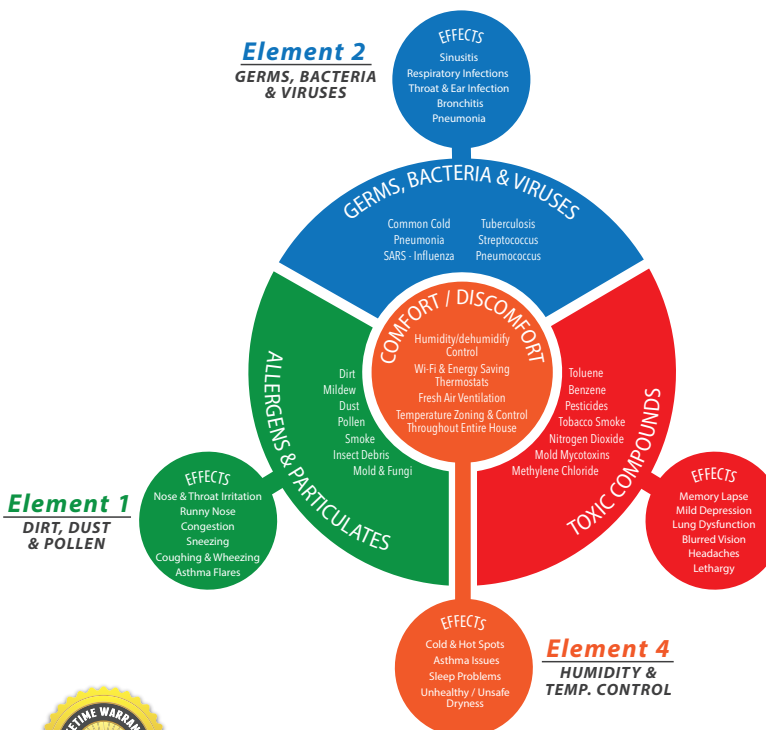 Element 2
GERMS, BACTERIA
& VIRUSES
EFFECTS
Sinusitis
Respiratory Infections
Throat & Ear Infection
Bronchitis
Pneumonia
GERMS, BACTERIA & VIRUSES
Common Cold
Pneumonia
SARS - Influenza
Tuberculosis
Streptococcus
Pneumococcus
COMFORT / DISCOMFORT
Humidity/dehumidify
Control
Wi-Fi & Energy Saving
Thermostats
Fresh Air Ventilation
Temperature Zoning & Control
Throughout Entire House
ALLERGENS & PARTICULATES
Dirt
Mildew
Dust
Pollen
Smoke
Insect Debris
Mold & Fungi
TOXIC COMPOUNDS
Toluene
Benzene
Pesticides
Tobacco Smoke
Nitrogen Dioxide
Mold Mycotoxins
Methylene Chloride
Element 1
DIRT, DUST
& POLLEN
EFFECTS
Nose & Throat Irritation
Runny Nose
Congestion
Sneezing
Coughing & Wheezing
Asthma Flares
EFFECTS
Memory Lapse
Mild Depression
Lung Dysfunction
Blurred Vision
Headaches
Lethargy
EFFECTS
Cold & Hot Spots
Asthma Issues
Sleep Problems
Unhealthy / Unsafe
Dryness
Element 4
HUMIDITY &
TEMP. CONTROL